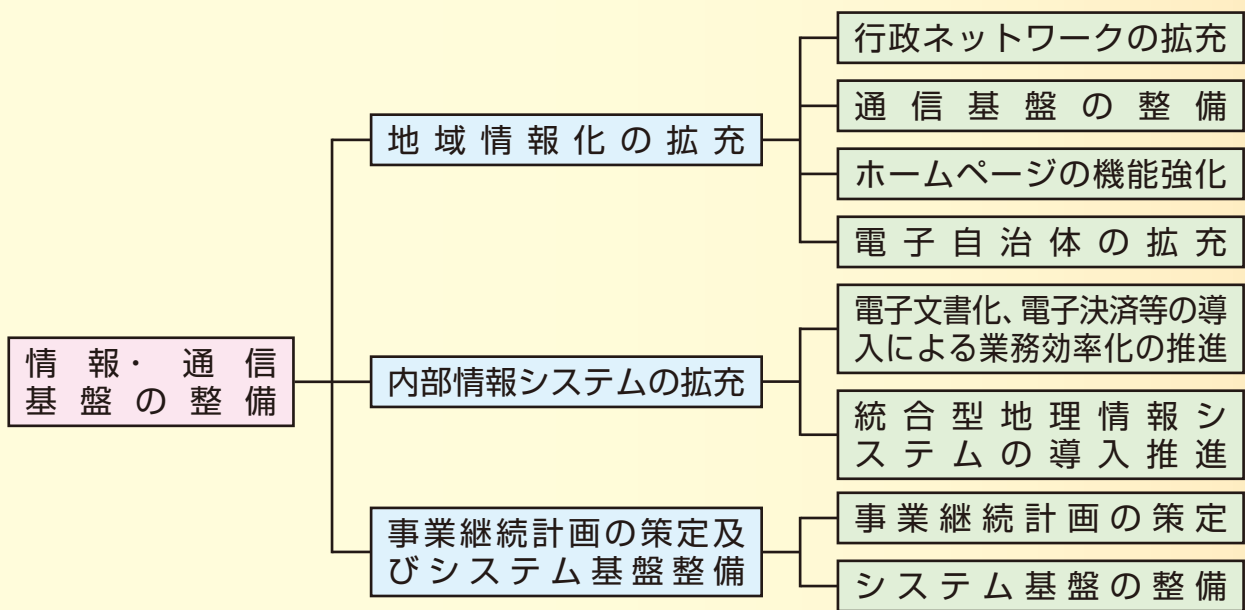 情報・通信
基盤の整備
地域情報化の拡充
行政ネットワークの拡充
通信基盤の整備
ホームページの機能強化
電子自治体の拡充
内部情報システムの拡充
電子文書化、電子決済等の導
入による業務効率化の推進
統合型地理情報シ
ステムの導入推進
事業継続計画の策定及
びシステム基盤整備
事業継続計画の策定
システム基盤の整備